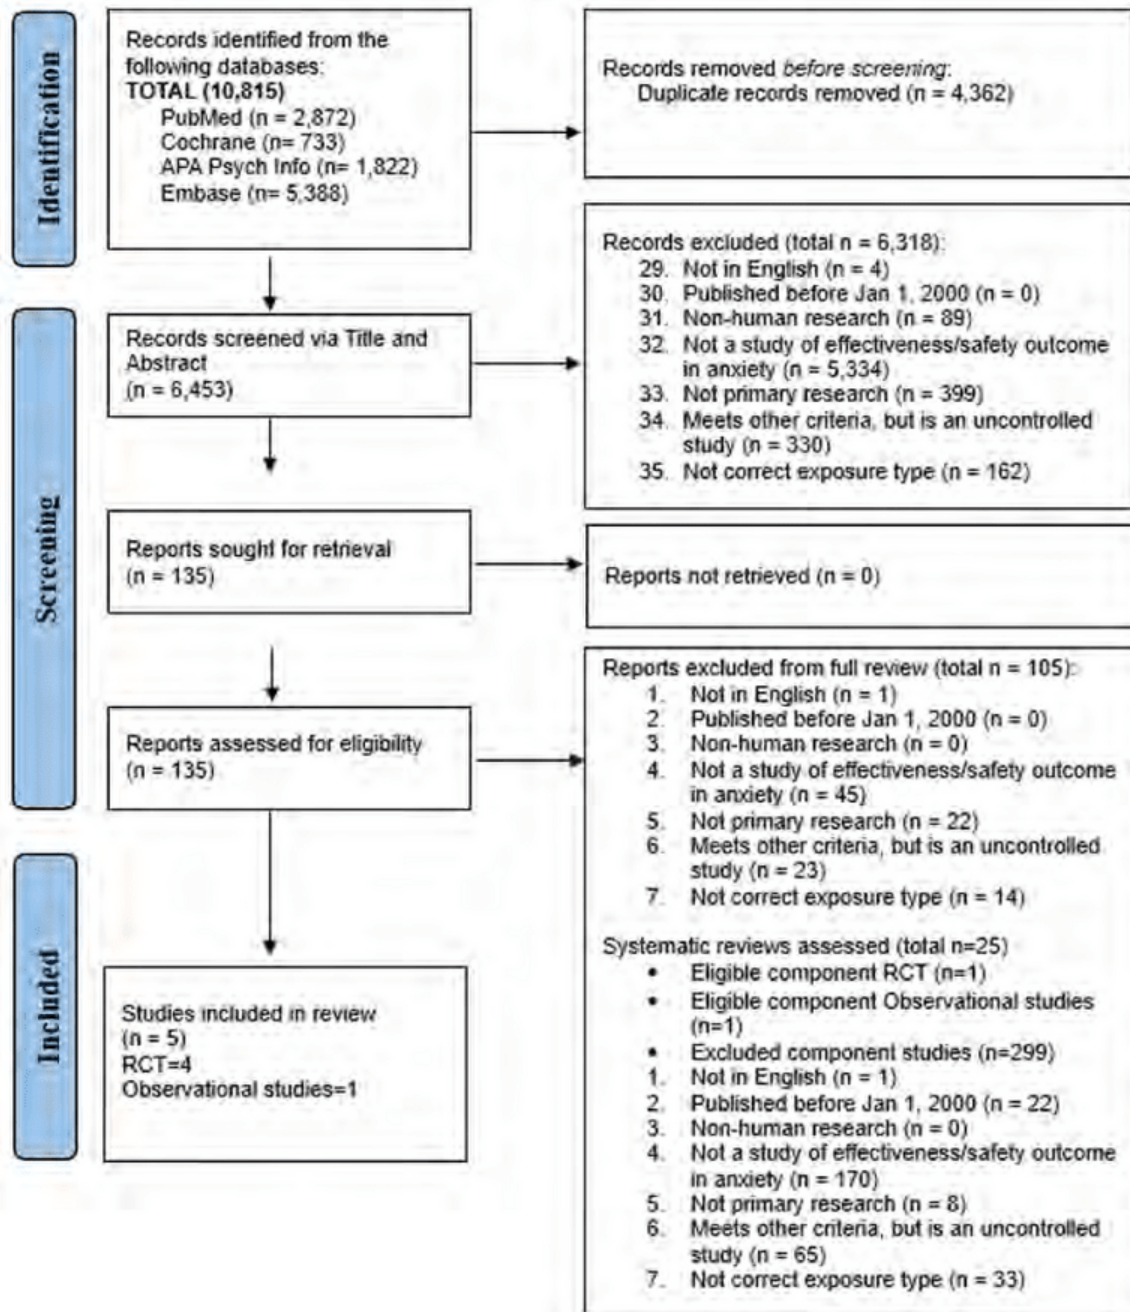 Identification
Records identified from the
following databases:
TOTAL (10,815)
PubMed (n = 2,872)
Cochrane (n= 733)
APA Psych Info (n= 1,822)
Embase (n= 5,388)
Records removed before screening:
Duplicate records removed (n = 4,362)
Screening
Records screened via Title and
Abstract
(n = 6,453)
Records excluded (total n = 6,318):
29. Not in English (n = 4)
30. Published before Jan 1, 2000 (n = 0)
31. Non-human research (n = 89)
32. Not a study of effectiveness/safety outcome
in anxiety (n = 5,334)
33. Not primary research (n = 399)
34. Meets other criteria, but is an uncontrolled
study (n = 330)
35. Not correct exposure type (n = 162)
Reports sought for retrieval
(n = 135)
Reports not retrieved (n = 0)
Reports assessed for eligibility
(n = 135)
Reports excluded from full review (total n = 105):
1. Not in English (n = 1)
2. Published before Jan 1, 2000 (n = 0)
3. Non-human research (n = 0)
4. Not a study of effectiveness/safety outcome
in anxiety (n = 45)
5. Not primary research (n = 22)
6. Meets other criteria, but is an uncontrolled
study (n = 23)
7. Not correct exposure type (n = 14)
Systematic reviews assessed (total n=25)
• Eligible component RCT (n=1)
• Eligible component Observational studies
(n=1)
• Excluded component studies (n=299)
1. Not in English (n = 1)
2. Published before Jan 1, 2000 (n = 22)
3. Non-human research (n = 0)
4. Not a study of effectiveness/safety outcome
in anxiety (n = 170)
5. Not primary research (n = 8)
6. Meets other criteria, but is an uncontrolled
study (n = 65)
7. Not correct exposure type (n = 33)
Included
Studies included in review
(n = 5)
RCT=4
Observational studies=1